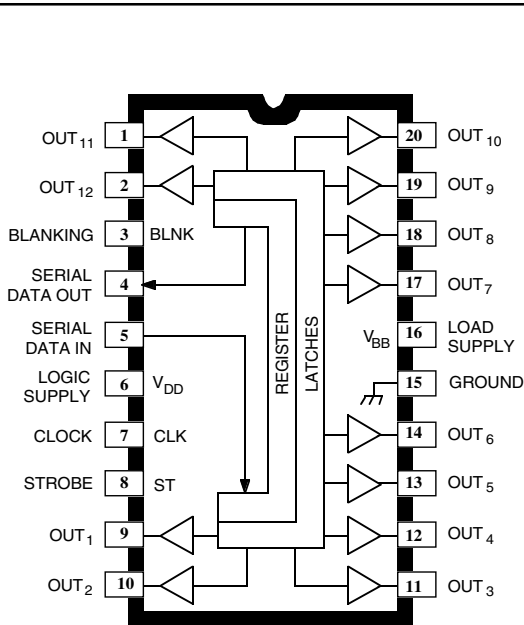 OUT11 1 20 OUT10
OUT12 2 19 OUT9
BLANKING 3 BLNK 18 OUT8
SERIAL DATA OUT 4 17 OUT7
SERIAL DATA IN 5 VBB 16 LOAD SUPPLY
LOGIC SUPPLY 6 VDD 15 GROUND
CLOCK 7 CLK 14 OUT6
STROBE 8 ST 13 OUT5
OUT1 9 12 OUT4
OUT2 10 11 OUT3
REGISTER
LATCHES